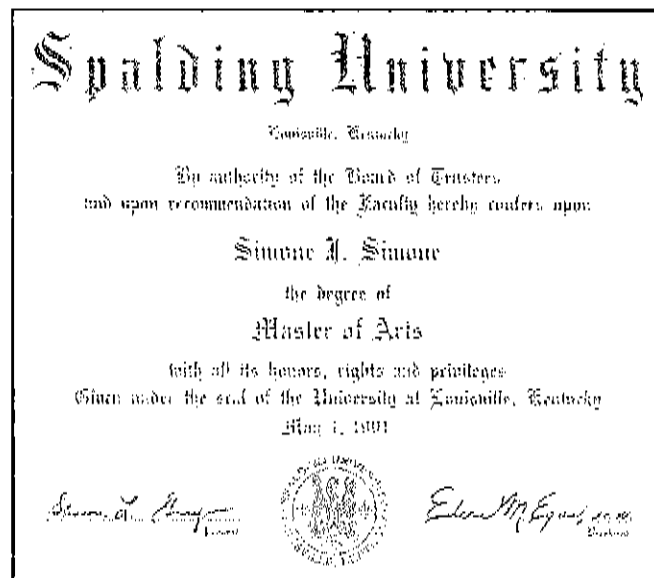 Spalding University
Louisville, Kentucky
By authority of the Board of Trustees
and upon recommendation of the Faculty hereby confers upon
Simone J. Simone
the degree of
Master of Arts
with all its honors, rights and privileges
Given under the seal of the University at Louisville, Kentucky
May 1, 1991